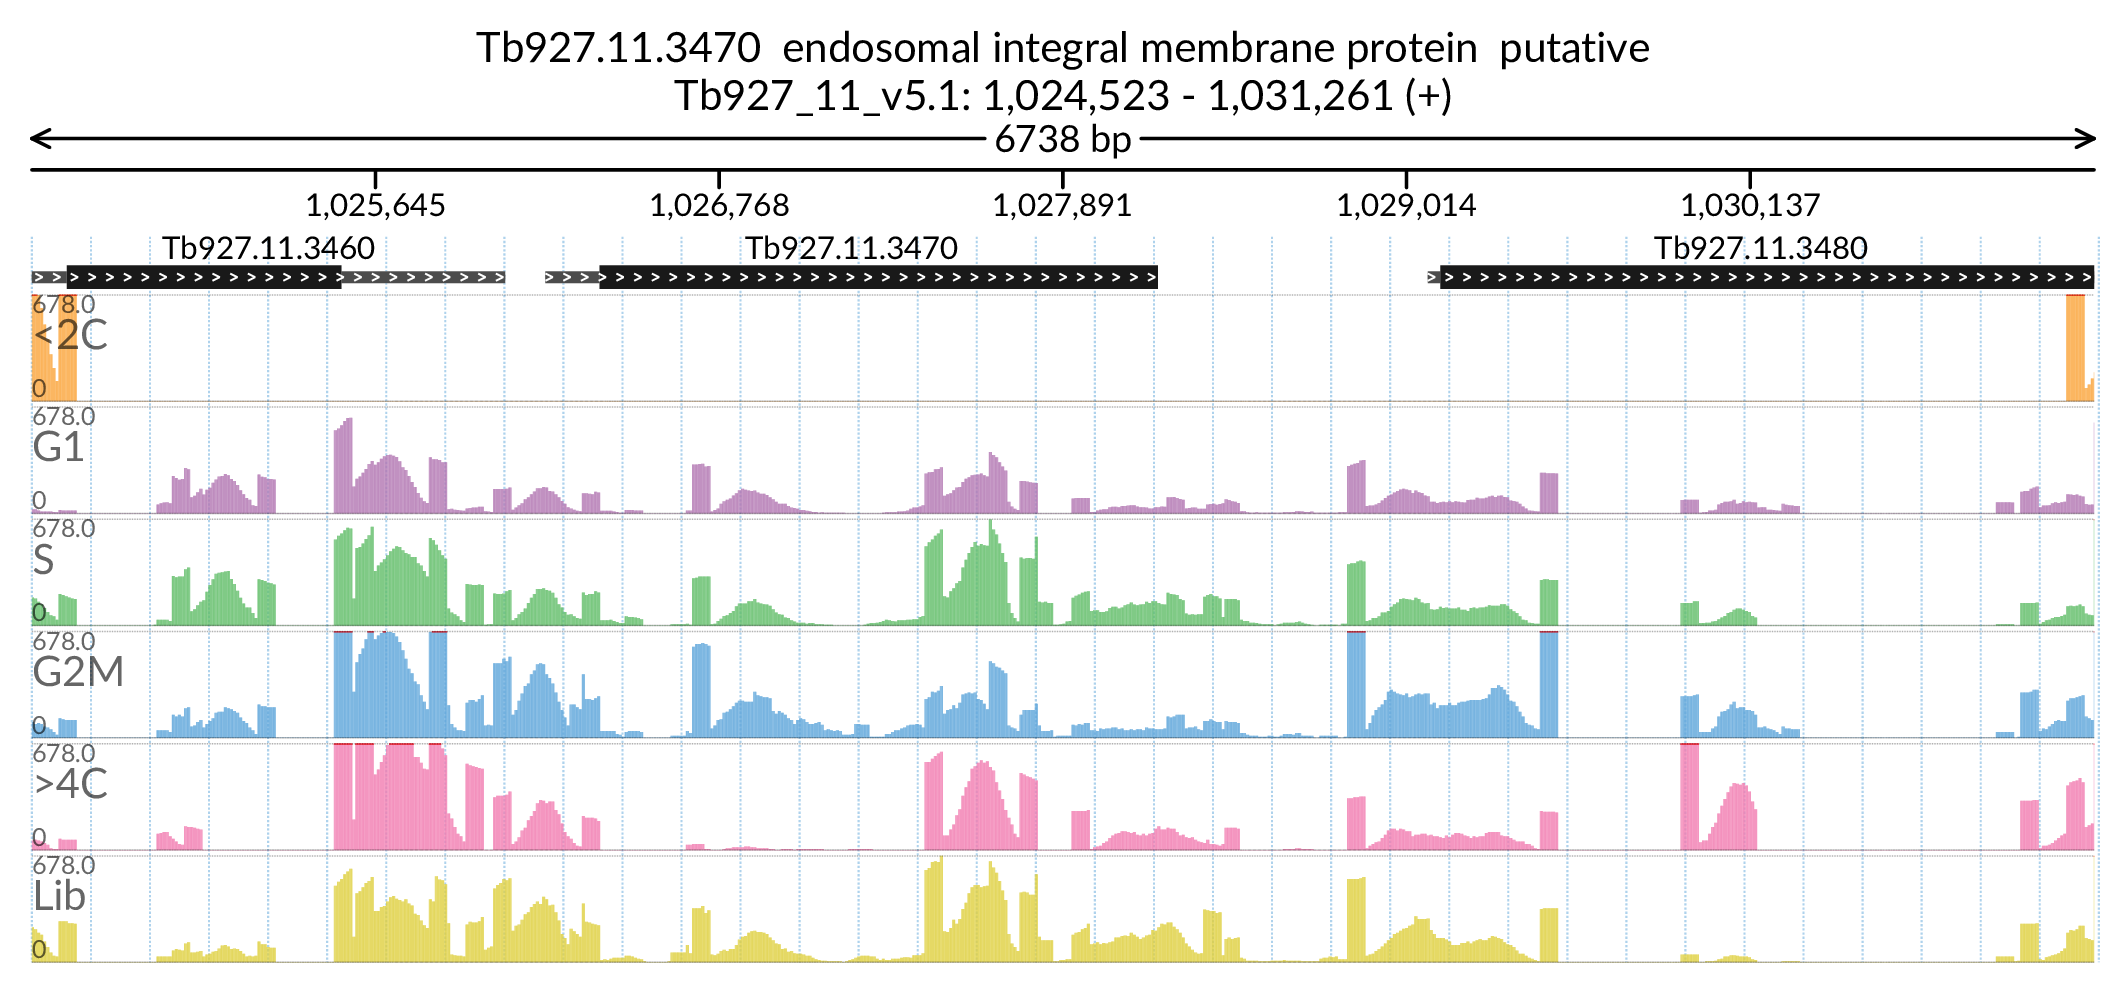 Tb927.11.3470  endosomal integral membrane protein  putative
Tb927_11_v5.1: 1,024,523 - 1,031,261 (+)
6738 bp
1,025,645 1,026,768 1,027,891 1,029,014 1,030,137
Tb927.11.3460 Tb927.11.3470 Tb927.11.3480
678.0
<2C
0
678.0
G1
0
678.0
S
0
678.0
G2M
0
678.0
>4C
0
678.0
Lib
0